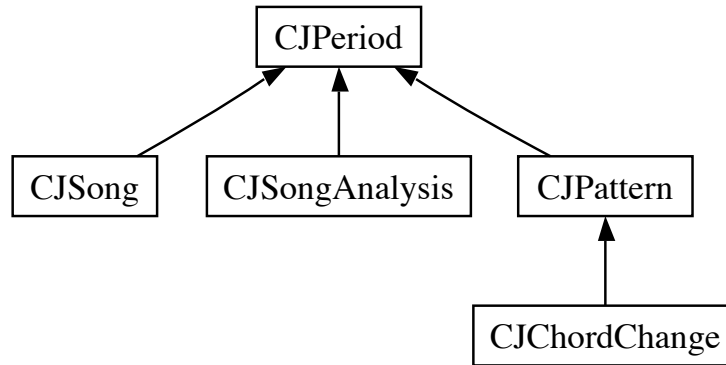 CJPeriod
CJSong
CJSongAnalysis
CJPattern
CJChordChange